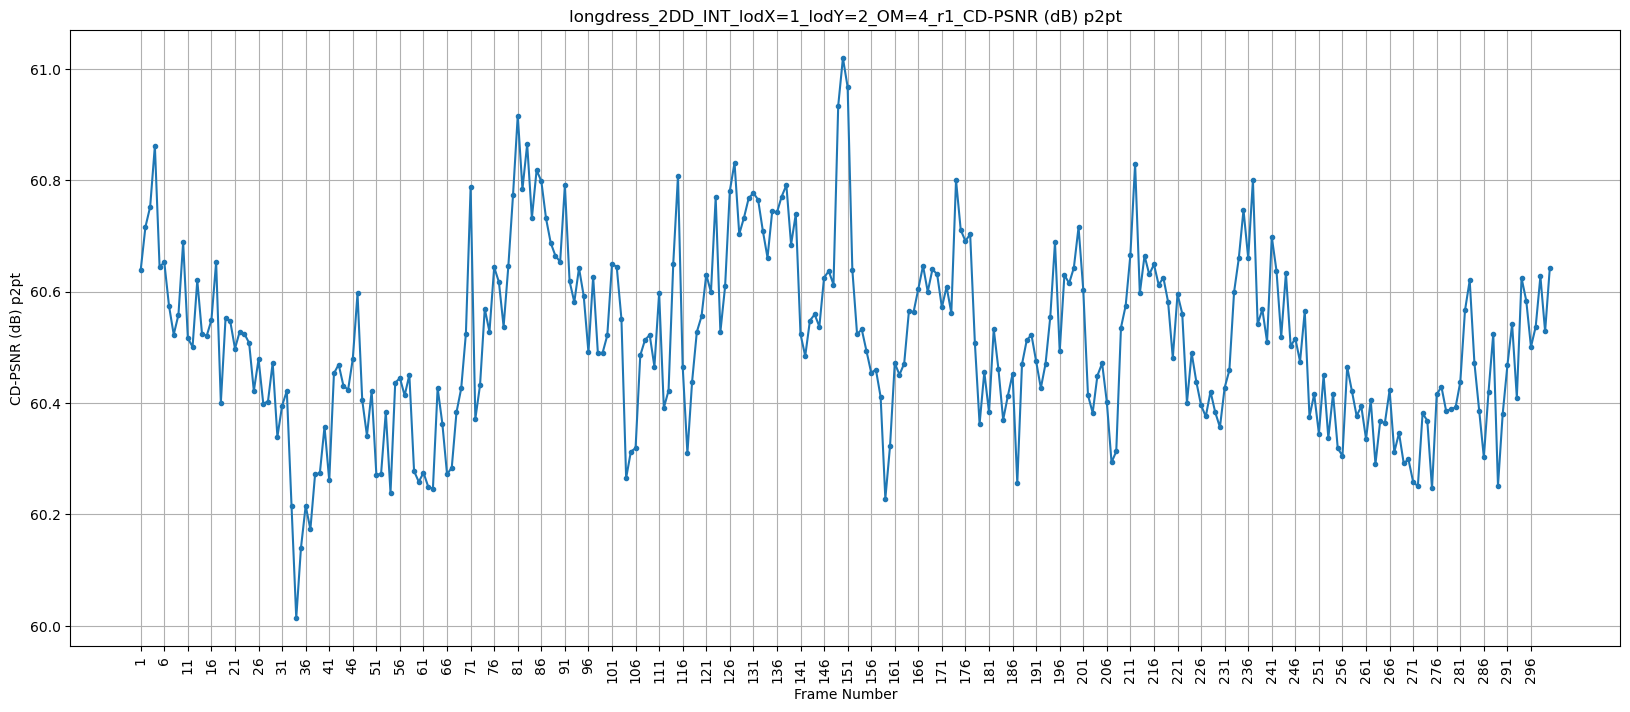 longdress_2DD_INT_lodX=1_lodY=2_OM=4_r1_CD-PSNR (dB) p2pt
CD-PSNR (dB) p2pt
61.0
60.8
60.6
60.4
60.2
60.0
1 6 11 16 21 26 31 36 41 46 51 56 61 66 71 76 81 86 91 96 101 106 111 116 121 126 131 136 141 146 151 156 161 166 171 176 181 186 191 196 201 206 211 216 221 226 231 236 241 246 251 256 261 266 271 276 281 286 291 296
Frame Number